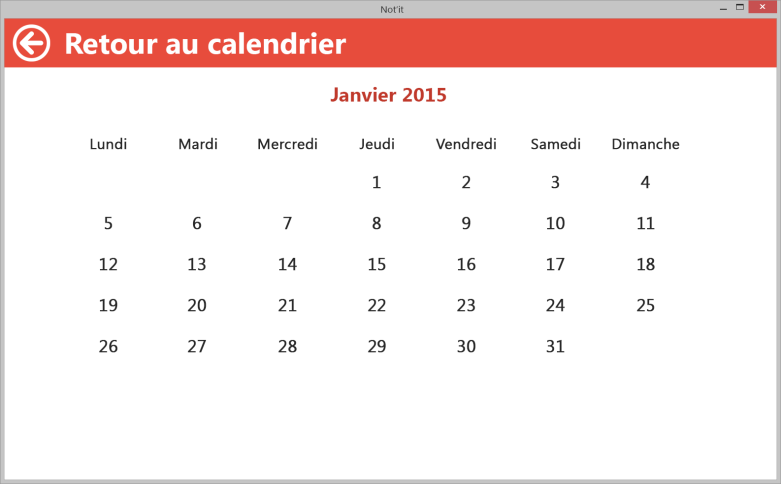 Not'it
Retour au calendrier
Janvier 2015
Lundi Mardi Mercredi Jeudi Vendredi Samedi Dimanche
1 2 3 4
5 6 7 8 9 10 11
12 13 14 15 16 17 18
19 20 21 22 23 24 25
26 27 28 29 30 31